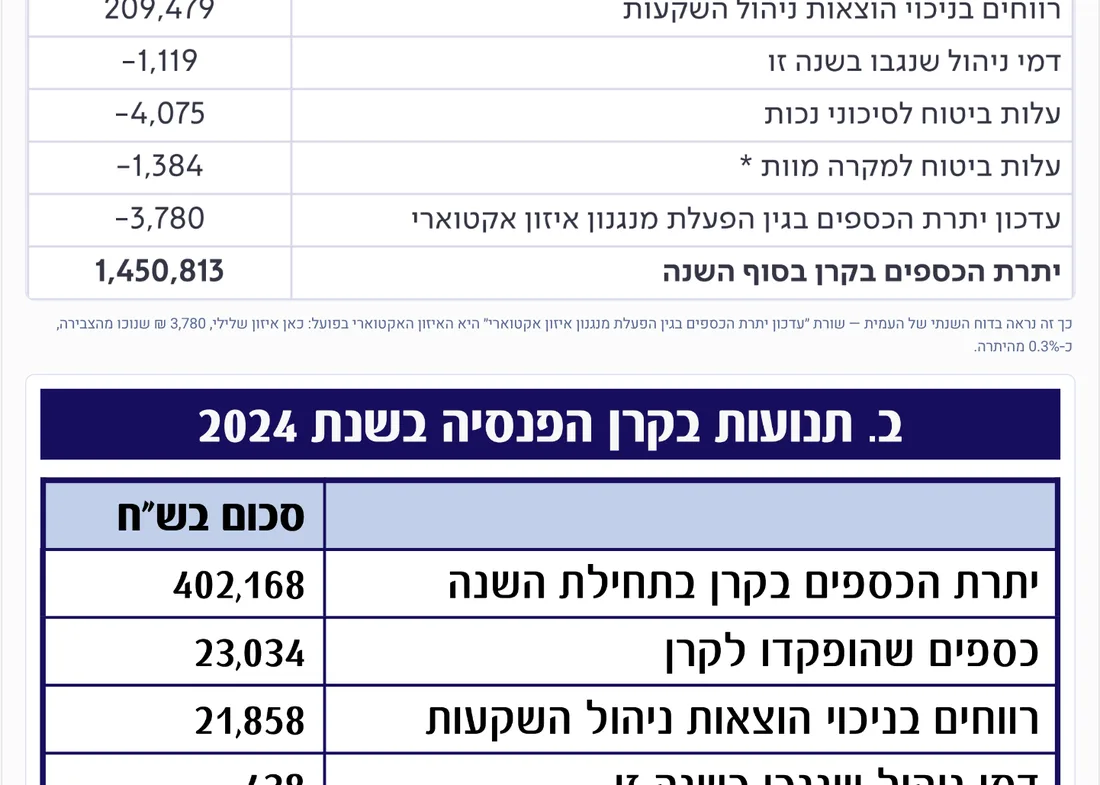 רווחים בניכוי הוצאות ניהול השקעות 209,479
דמי ניהול שנגבו בשנה זו -1,119
עלות ביטוח לסיכוני נכות -4,075
עלות ביטוח למקרה מוות * -1,384
עדכון יתרת הכספים בגין הפעלת מנגנון איזון אקטוארי -3,780
יתרת הכספים בקרן בסוף השנה 1,450,813
כך זה נראה בדוח השנתי של העמית — שורת "עדכון יתרת הכספים בגין הפעלת מנגנון איזון אקטוארי" היא האיזון האקטוארי בפועל: כאן איזון שלילי, 3,780 ₪ שנוכו מהצבירה,
כ-0.3% מהיתרה.
ב. תנועות בקרן הפנסיה בשנת 2024
סכום בש"ח
יתרת הכספים בקרן בתחילת השנה 402,168
כספים שהופקדו לקרן 23,034
רווחים בניכוי הוצאות ניהול השקעות 21,858
דמי ניהול שנגבו בשנה זו